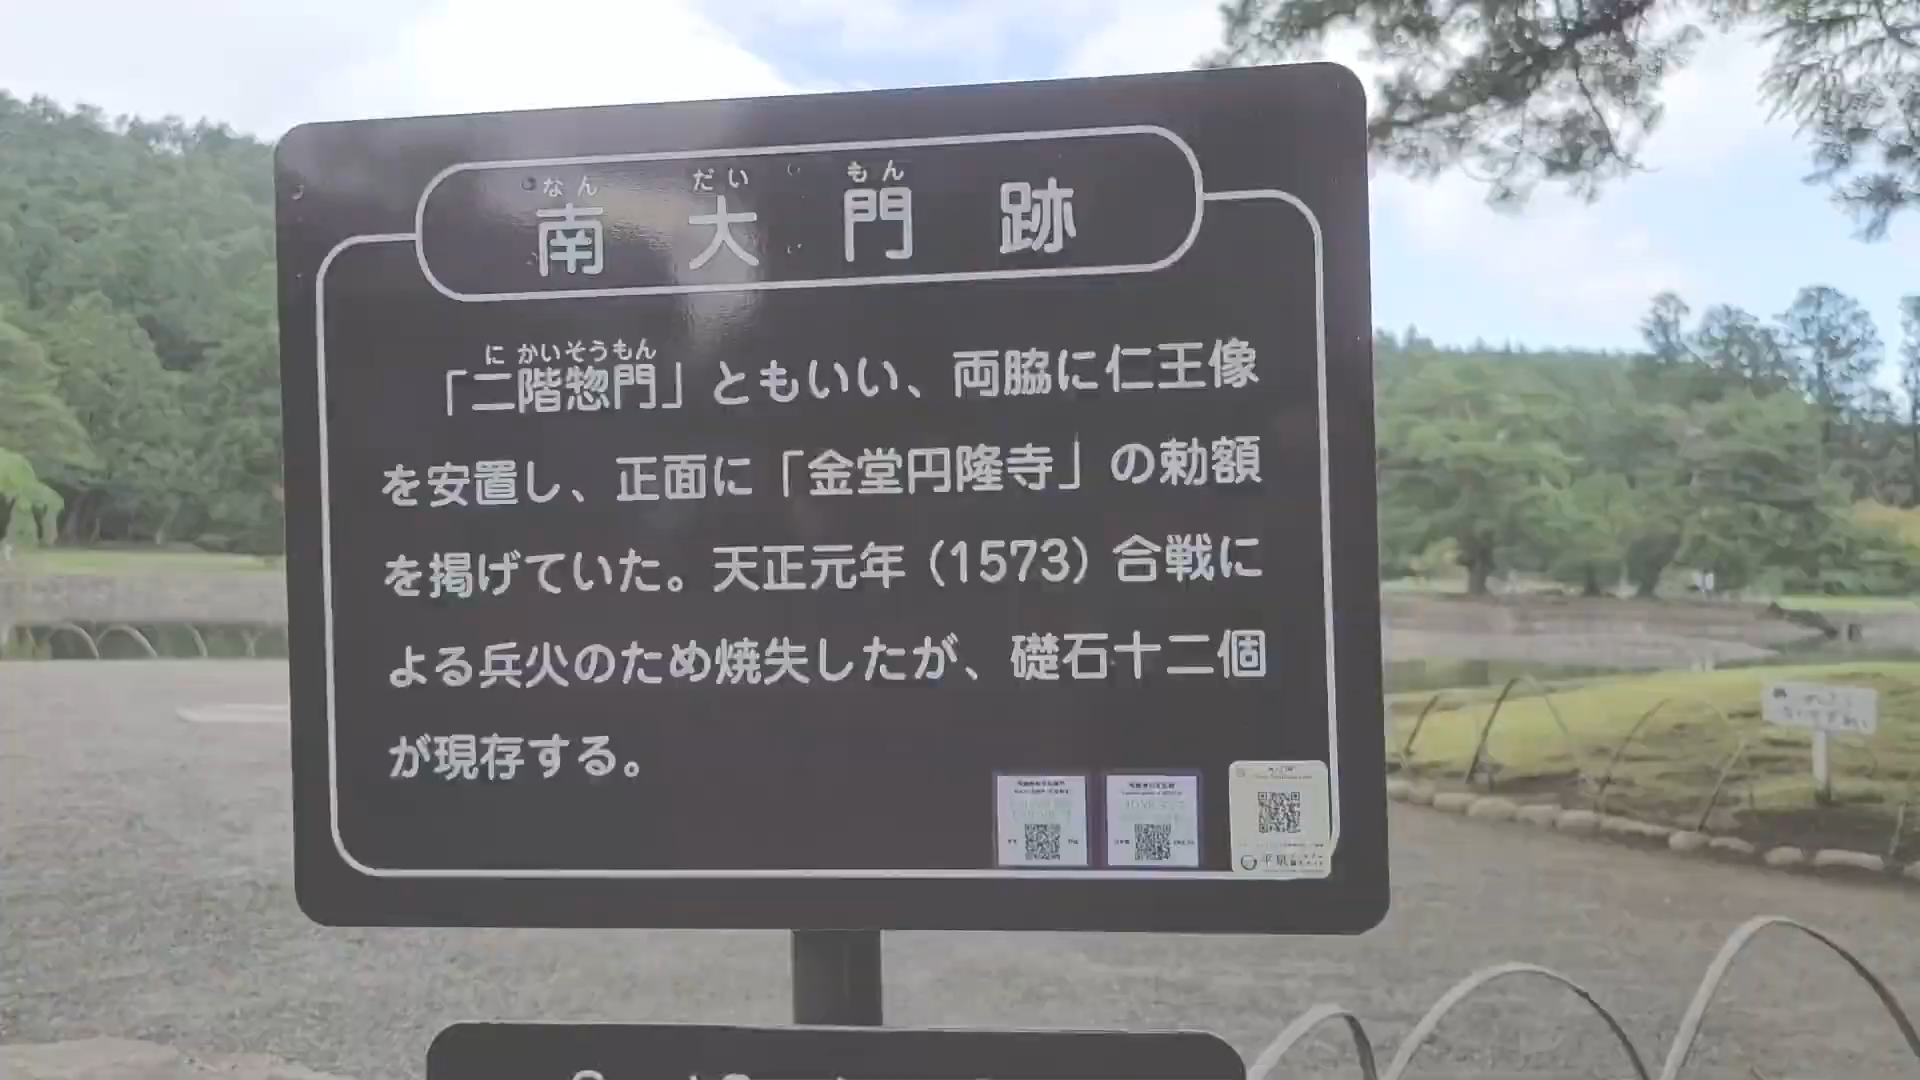 なん だい もん
南大門跡
に かいそうもん
「二階惣門」ともいい、両脇に仁王像
を安置し、正面に「金堂円隆寺」の勅額
を掲げていた。天正元年（1573）合戦に
よる兵火のため焼失したが、礎石十二個
が現存する。
平泉